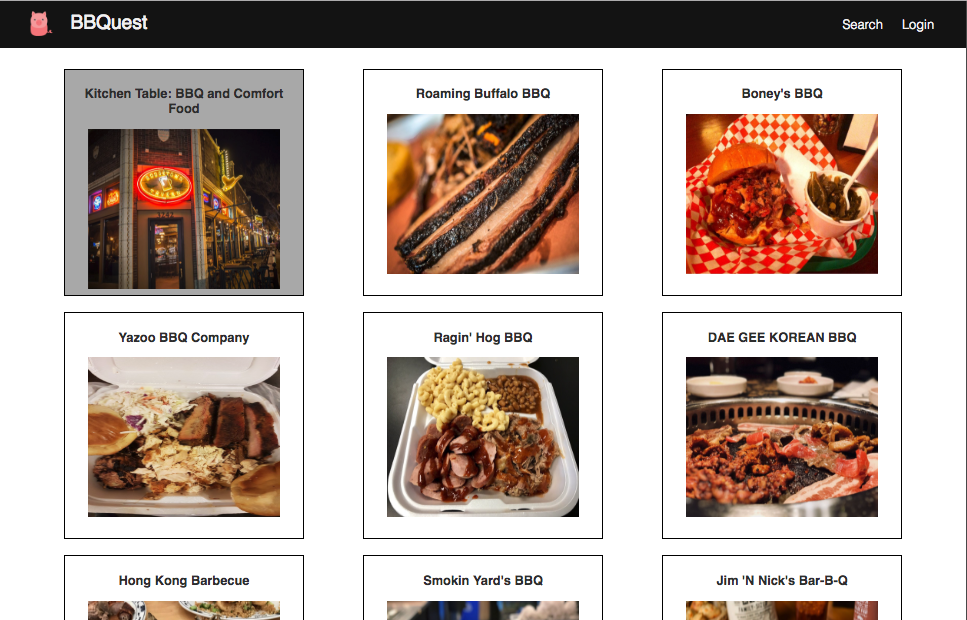 BBQuest
Search
Login
Kitchen Table: BBQ and Comfort
Food
Roaming Buffalo BBQ
Boney's BBQ
Yazoo BBQ Company
Ragin' Hog BBQ
DAE GEE KOREAN BBQ
Hong Kong Barbecue
Smokin Yard's BBQ
Jim 'N Nick's Bar-B-Q